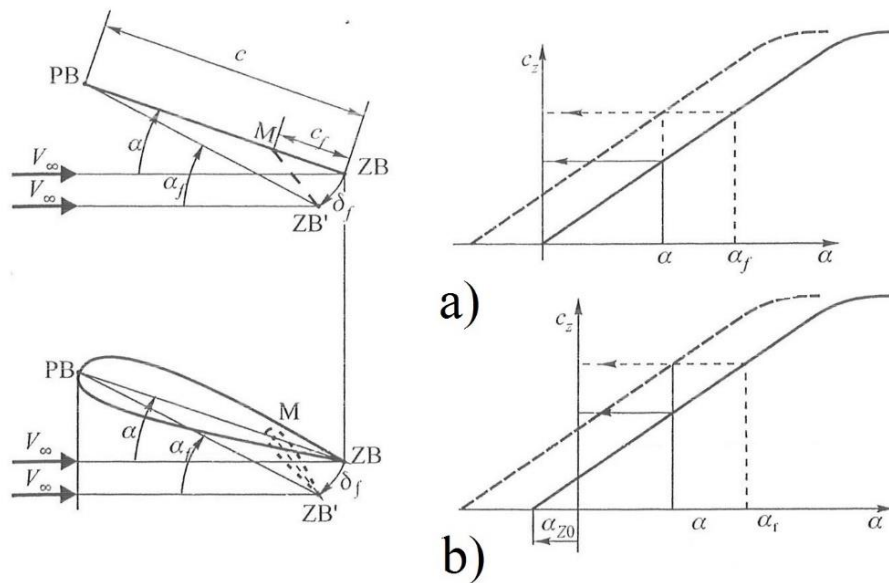 c
PB
M
c_f
α
ZB
V_∞
α_f
V_∞
δ_f
ZB'
c_z
α
α_f
α
a)
PB
M
α
α_f
ZB
V_∞
V_∞
δ_f
ZB'
c_z
α_Z0
α
α_f
α
b)